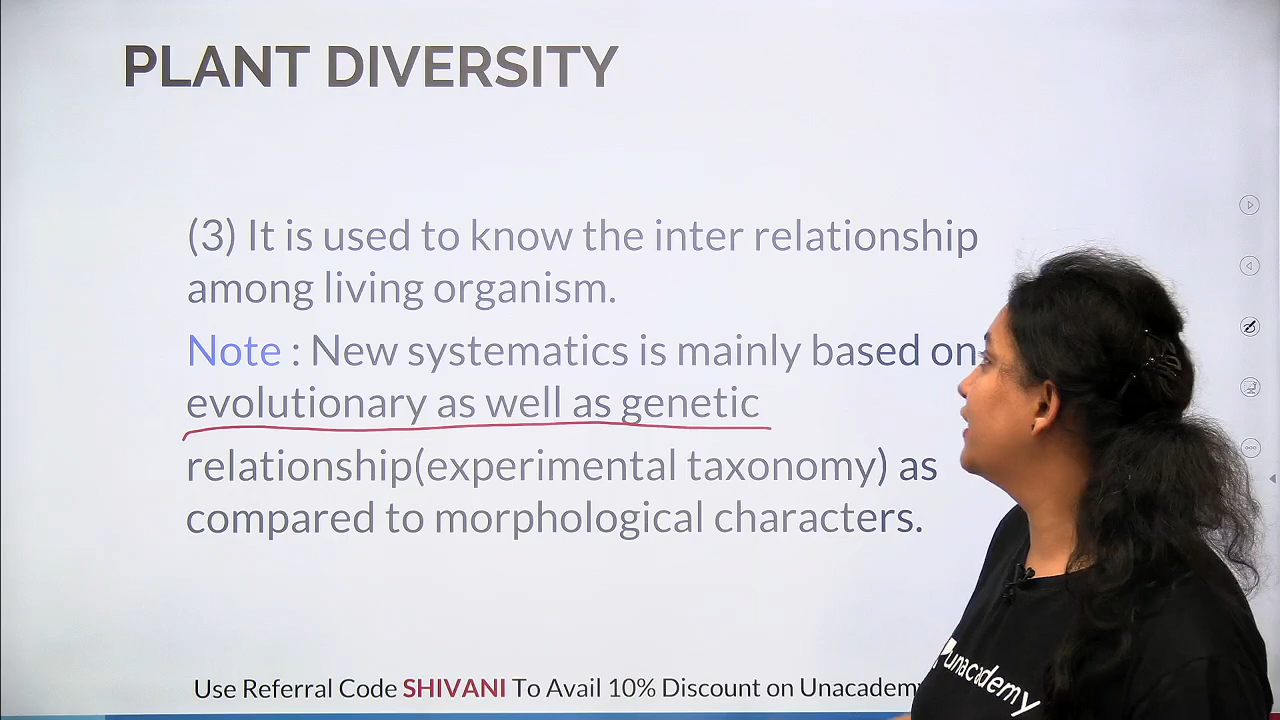 PLANT DIVERSITY
(3) It is used to know the inter relationship
among living organism.
Note : New systematics is mainly based on
evolutionary as well as genetic
relationship(experimental taxonomy) as
compared to morphological characters.
Use Referral Code SHIVANI To Avail 10% Discount on Unacademy
unacademy